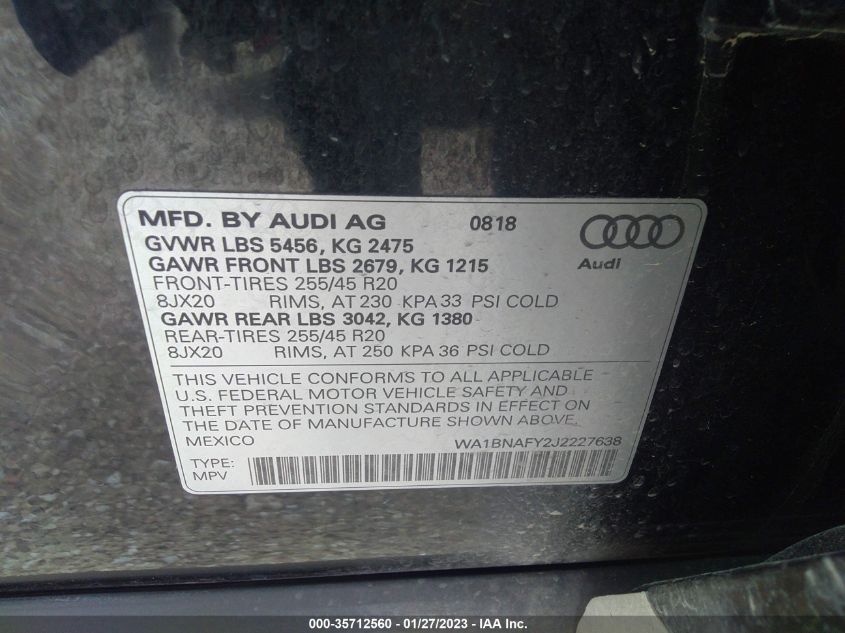 MFD. BY AUDI AG 0818
GVWR LBS 5456, KG 2475
GAWR FRONT LBS 2679, KG 1215
Audi
FRONT-TIRES 255/45 R20
8JX20 RIMS, AT 230 KPA 33 PSI COLD
GAWR REAR LBS 3042, KG 1380
REAR-TIRES 255/45 R20
8JX20 RIMS, AT 250 KPA 36 PSI COLD
THIS VEHICLE CONFORMS TO ALL APPLICABLE
U.S. FEDERAL MOTOR VEHICLE SAFETY AND
THEFT PREVENTION STANDARDS IN EFFECT ON
THE DATE OF MANUFACTURE SHOWN ABOVE,
MEXICO WA1BNAFY2J2227638
TYPE:
MPV
000-35712560 - 01/27/2023 - IAA Inc.